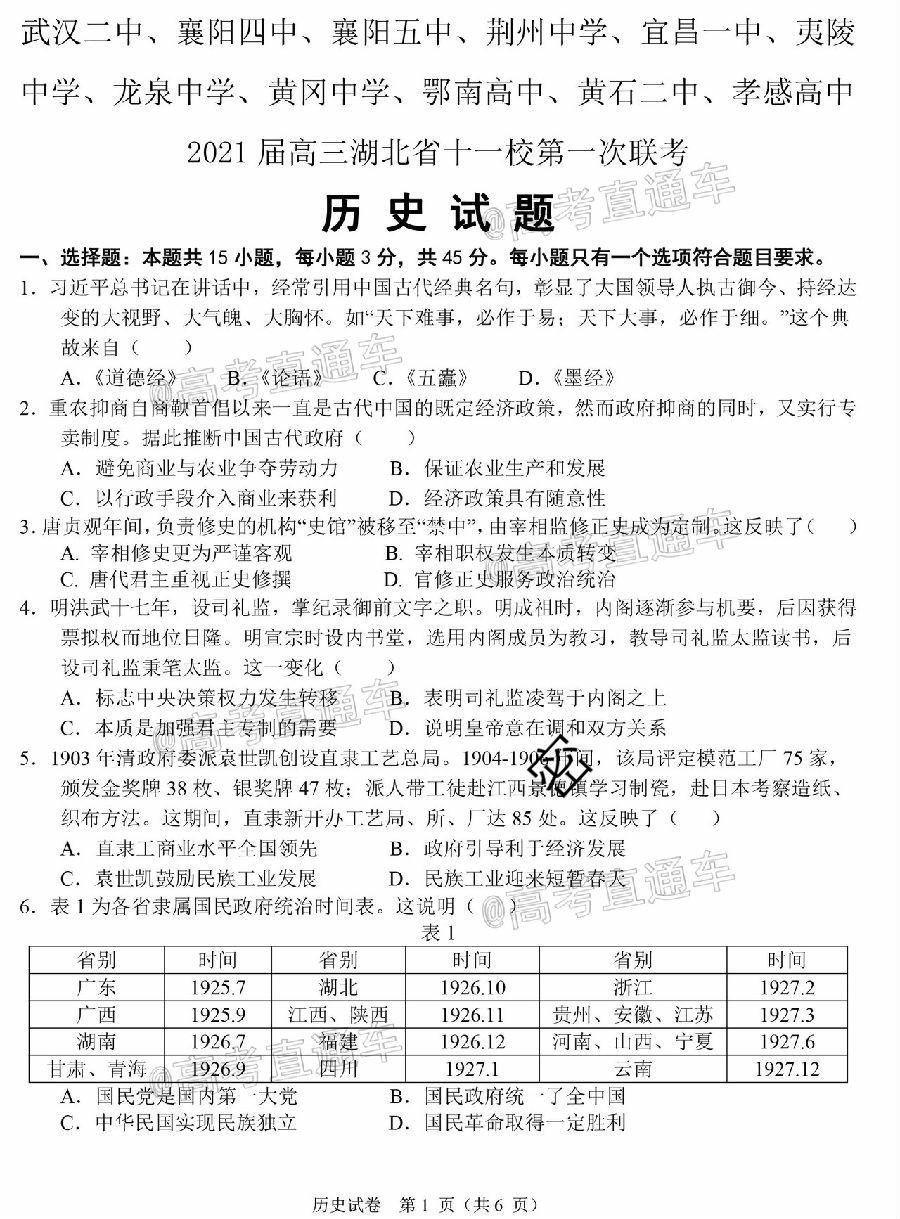 武汉二中、襄阳四中、襄阳五中、荆州中学、宜昌一中、夷陵
中学、龙泉中学、黄冈中学、鄂南高中、黄石二中、孝感高中
2021 届高三湖北省十一校第一次联考
历 史 试 题
@高考直通车
一、选择题：本题共 15 小题，每小题 3 分，共 45 分。每小题只有一个选项符合题目要求。
1．习近平总书记在讲话中，经常引用中国古代经典名句，彰显了大国领导人执古御今、持经达
变的大视野、大气魄、大胸怀。如“天下难事，必作于易；天下大事，必作于细。”这个典
故来自（　　）
@高考直通车
A．《道德经》　B．《论语》　C．《五蠹》　D．《墨经》
2．重农抑商自商鞅首倡以来一直是古代中国的既定经济政策，然而政府抑商的同时，又实行专
卖制度。据此推断中国古代政府（　　）
A．避免商业与农业争夺劳动力　B．保证农业生产和发展
C．以行政手段介入商业来获利　D．经济政策具有随意性
3. 唐贞观年间，负责修史的机构“史馆”被移至“禁中”，由宰相监修正史成为定制。这反映了（　　）
@高考直通车
A. 宰相修史更为严谨客观　B. 宰相职权发生本质转变
C. 唐代君主重视正史修撰　D. 官修正史服务政治统治
4．明洪武十七年，设司礼监，掌纪录御前文字之职。明成祖时，内阁逐渐参与机要，后因获得
票拟权而地位日隆。明宣宗时设内书堂，选用内阁成员为教习，教导司礼监太监读书，后
设司礼监秉笔太监。这一变化（　　）
A．标志中央决策权力发生转移　B．表明司礼监凌驾于内阁之上
@高考直通车
C．本质是加强君主专制的需要　D．说明皇帝意在调和双方关系
5．1903 年清政府委派袁世凯创设直隶工艺总局。1904-190 年间，该局评定模范工厂 75 家，
密
颁发金奖牌 38 枚、银奖牌 47 枚；派人带工徒赴江西景德镇学习制瓷，赴日本考察造纸、
织布方法。这期间，直隶新开办工艺局、所、厂达 85 处。这反映了（　　）
A．直隶工商业水平全国领先　B．政府引导利于经济发展
C．袁世凯鼓励民族工业发展　D．民族工业迎来短暂春天
@高考直通车
6．表 1 为各省隶属国民政府统治时间表。这说明（　　）
表 1
省别　时间　省别　时间　省别　时间
广东　1925.7　湖北　1926.10　浙江　1927.2
广西　1925.9　江西、陕西　1926.11　贵州、安徽、江苏　1927.3
湖南　1926.7　福建　1926.12　河南、山西、宁夏　1927.6
甘肃、青海　1926.9　四川　1927.1　云南　1927.12
@高考直通车
A．国民党是国内第一大党　B．国民政府统一了全中国
C．中华民国实现民族独立　D．国民革命取得一定胜利
历史试卷　第 1 页（共 6 页）